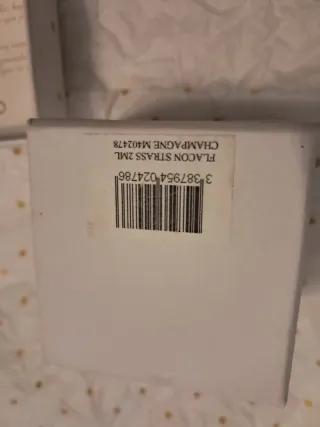 FLACON STRASS 2ML
CHAMPAGNE M402478
3 387954 024786